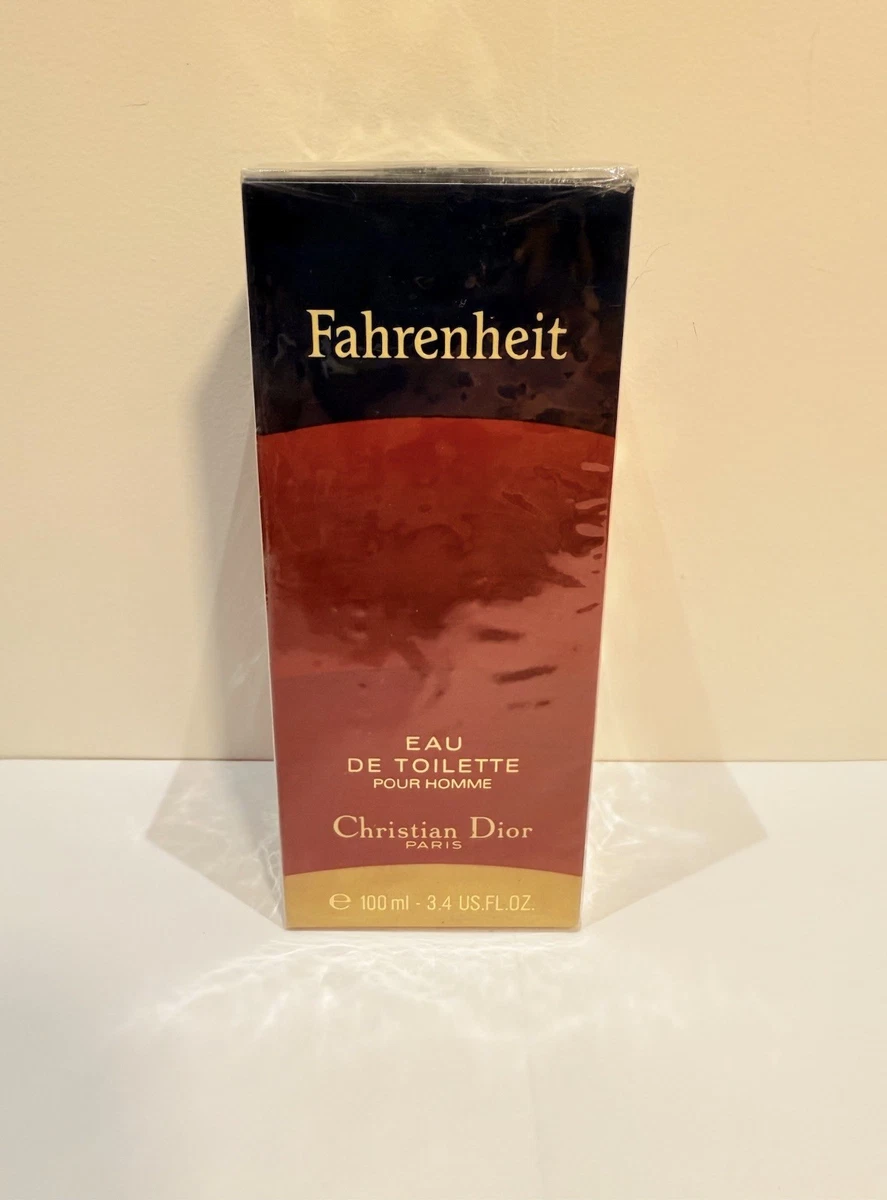 Fahrenheit
EAU
DE TOILETTE
POUR HOMME
Christian Dior
PARIS
℮ 100 ml - 3.4 US.FL.OZ.